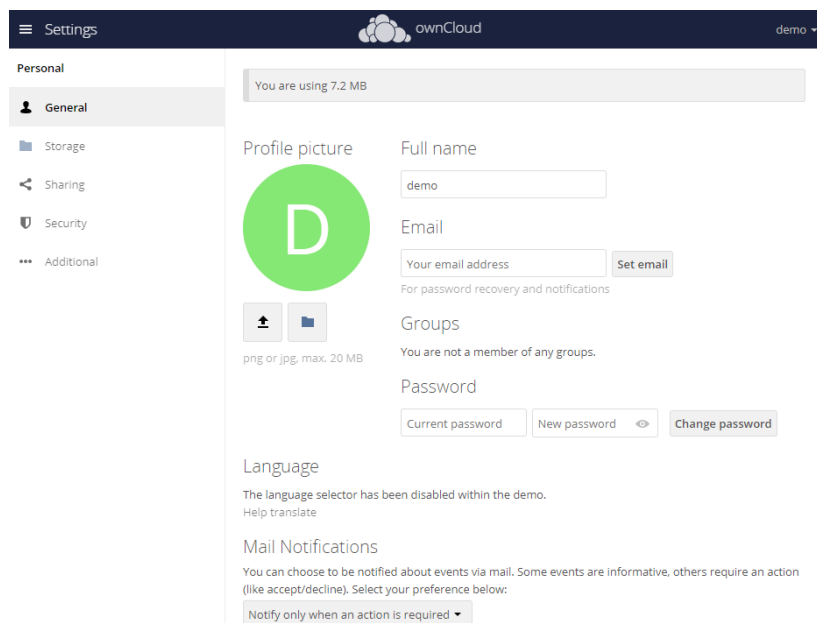 Settings
ownCloud
demo
Personal
General
Storage
Sharing
Security
Additional
You are using 7.2 MB
Profile picture
D
png or jpg, max. 20 MB
Full name
demo
Email
Your email address
Set email
For password recovery and notifications
Groups
You are not a member of any groups.
Password
Current password
New password
Change password
Language
The language selector has been disabled within the demo.
Help translate
Mail Notifications
You can choose to be notified about events via mail. Some events are informative, others require an action
(like accept/decline). Select your preference below:
Notify only when an action is required